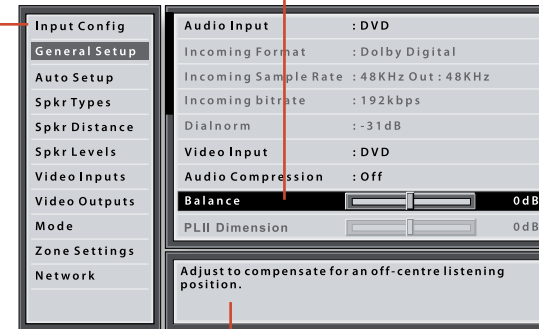 Input Config
General Setup
Auto Setup
Spkr Types
Spkr Distance
Spkr Levels
Video Inputs
Video Outputs
Mode
Zone Settings
Network
Audio Input : DVD
Incoming Format : Dolby Digital
Incoming Sample Rate : 48KHz Out : 48KHz
Incoming bitrate : 192kbps
Dialnorm : -31dB
Video Input : DVD
Audio Compression : Off
Balance 0dB
PLII Dimension 0dB
Adjust to compensate for an off-centre listening
position.